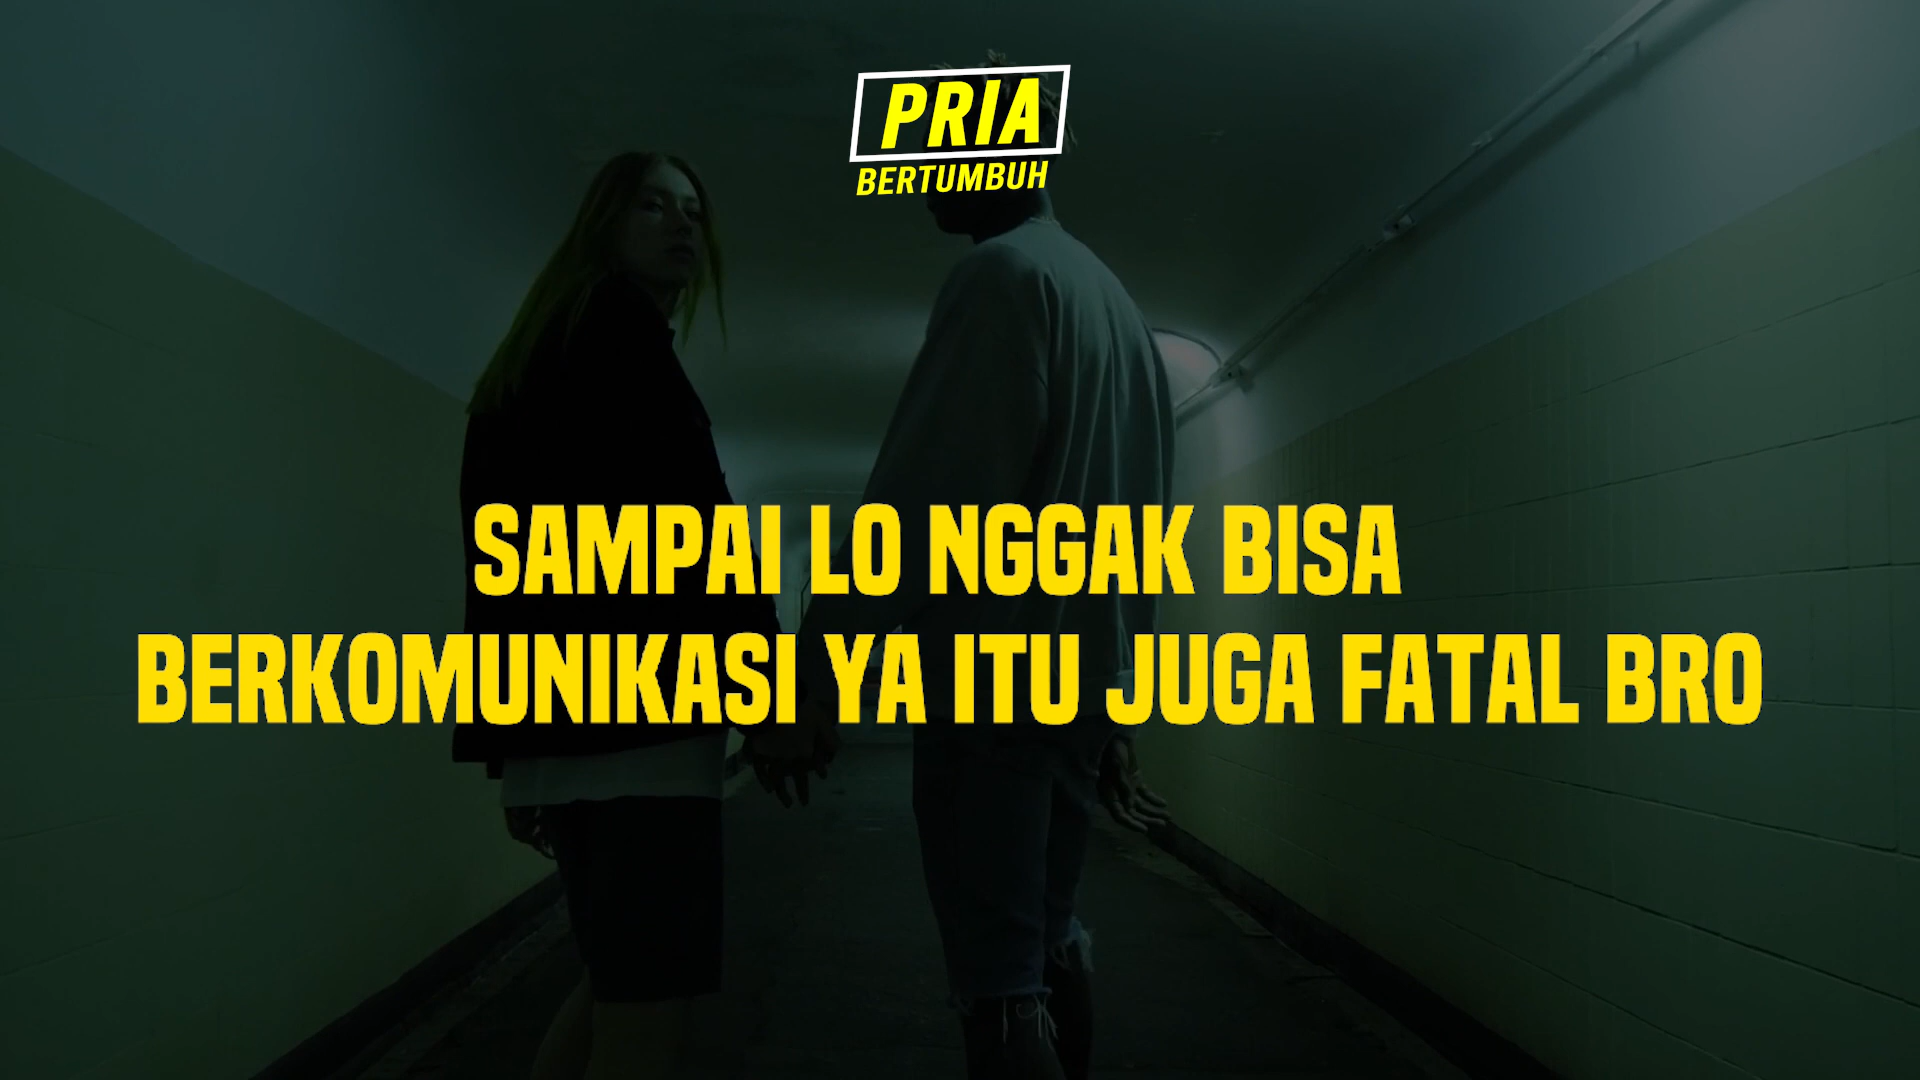 PRIA
BERTUMBUH
SAMPAI LO NGGAK BISA
BERKOMUNIKASI YA ITU JUGA FATAL BRO